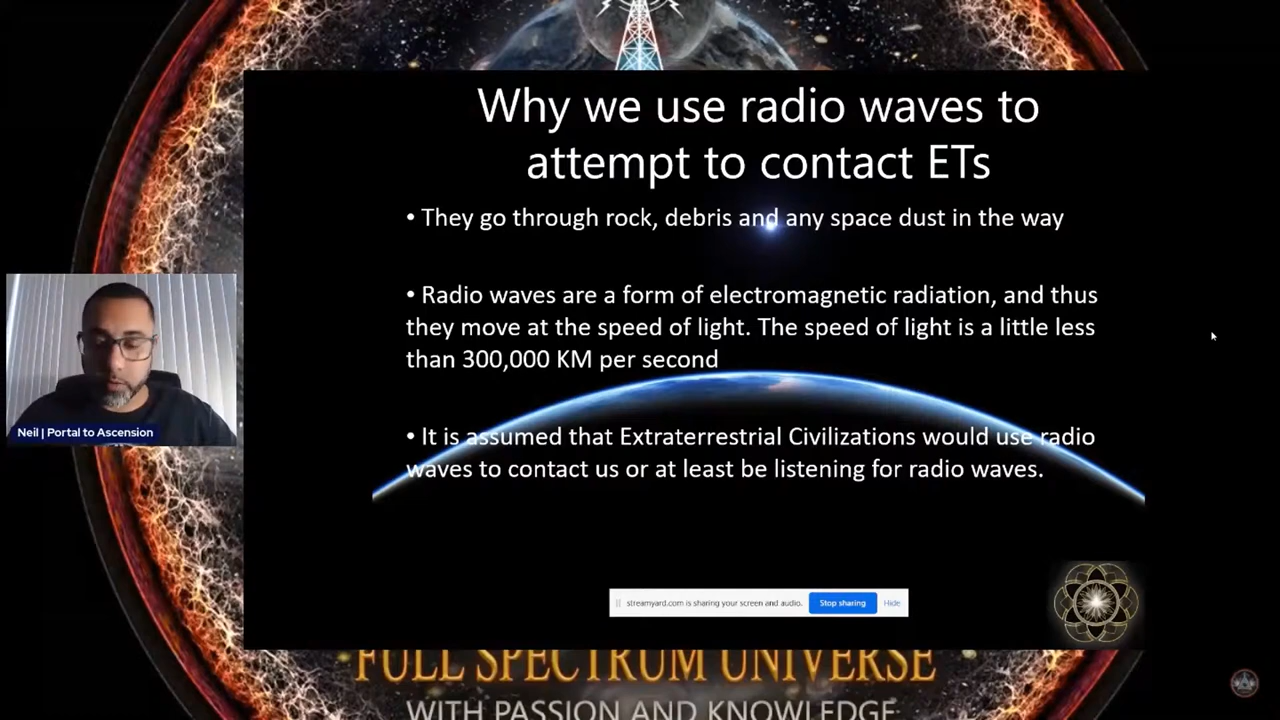 Why we use radio waves to
attempt to contact ETs
• They go through rock, debris and any space dust in the way
• Radio waves are a form of electromagnetic radiation, and thus
they move at the speed of light. The speed of light is a little less
than 300,000 KM per second
• It is assumed that Extraterrestrial Civilizations would use radio
waves to contact us or at least be listening for radio waves.
Neil | Portal to Ascension
streamyard.com is sharing your screen and audio.
Stop sharing
Hide
FULL SPECTRUM UNIVERSE
WITH PASSION AND KNOWLEDGE